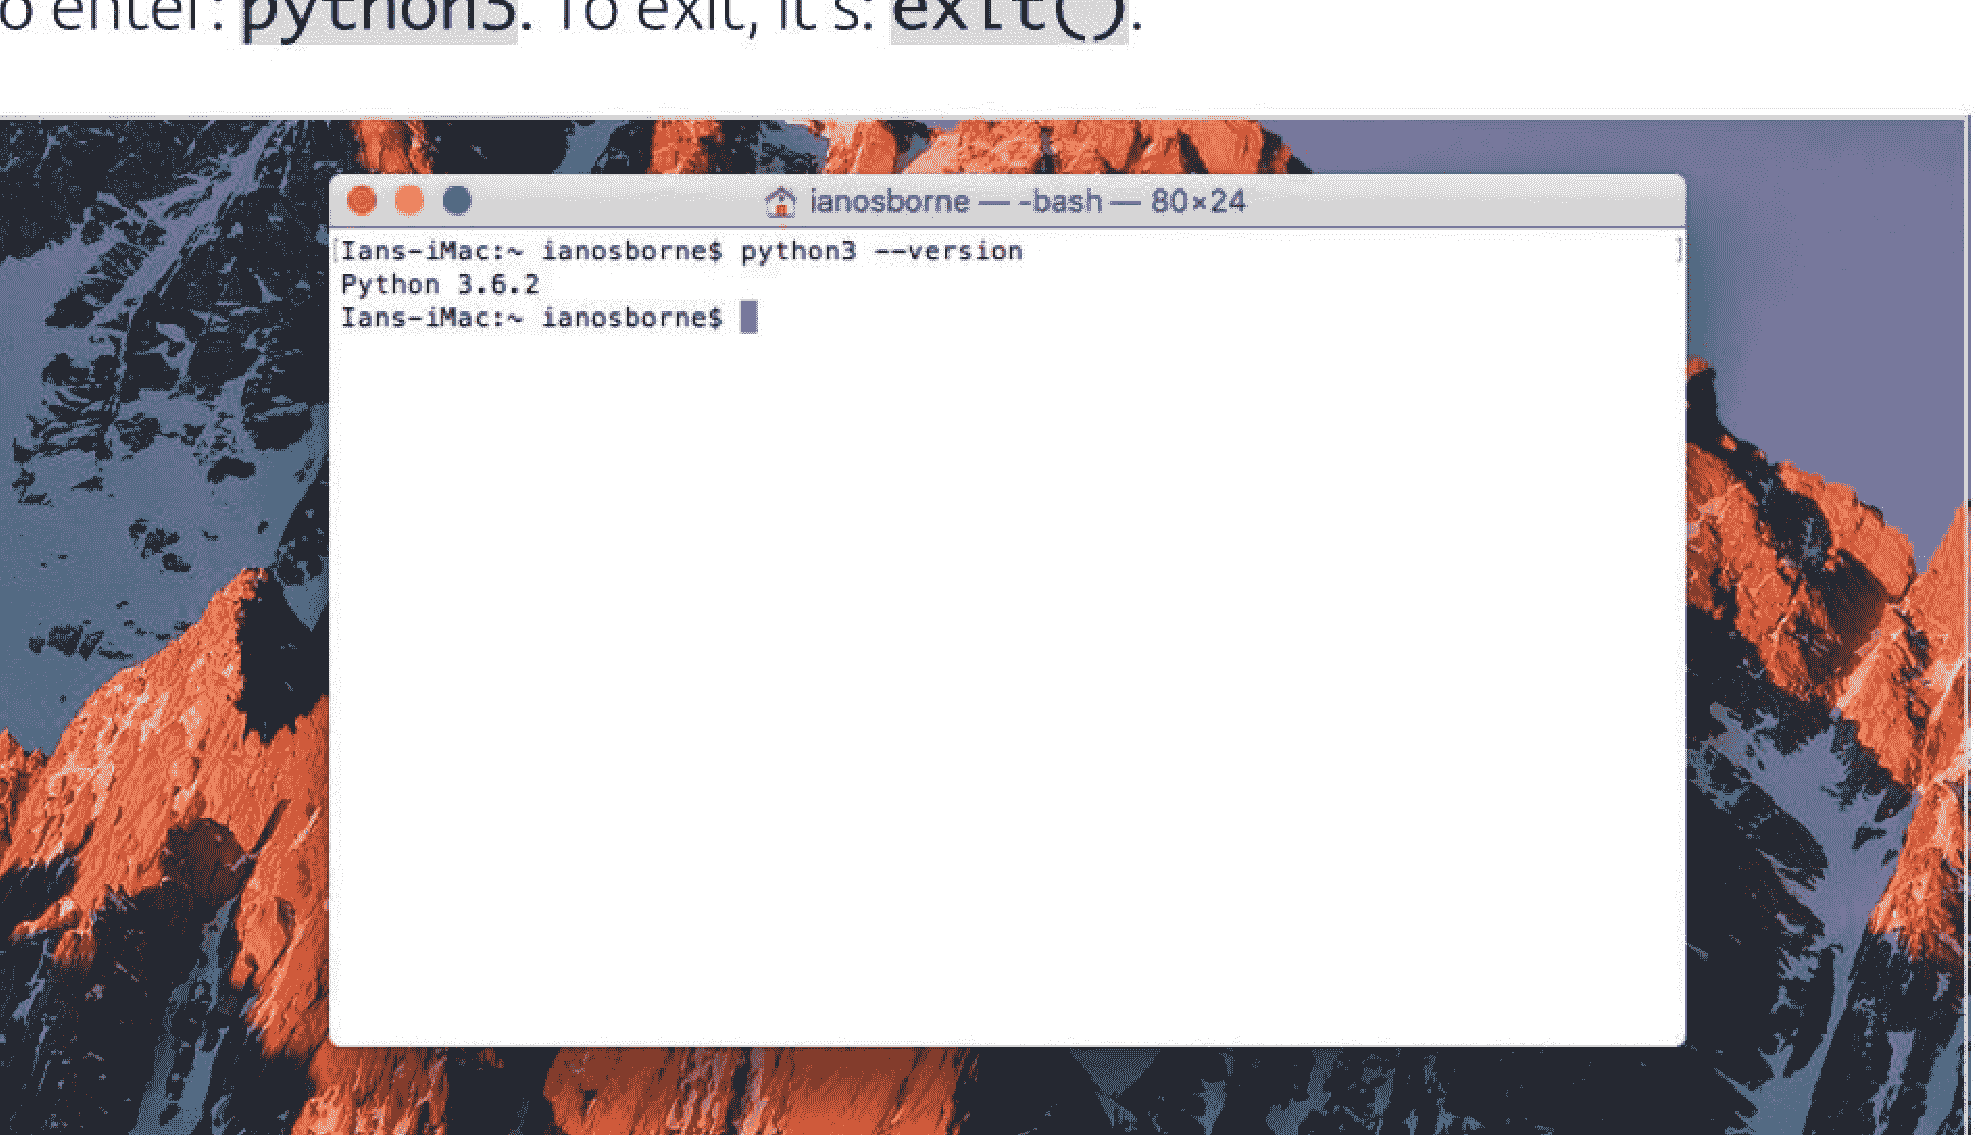 o enter: python3. To exit, it's: exit().
ianosborne — -bash — 80×24
[Ians-iMac:~ ianosborne$ python3 --version ]
Python 3.6.2
Ians-iMac:~ ianosborne$